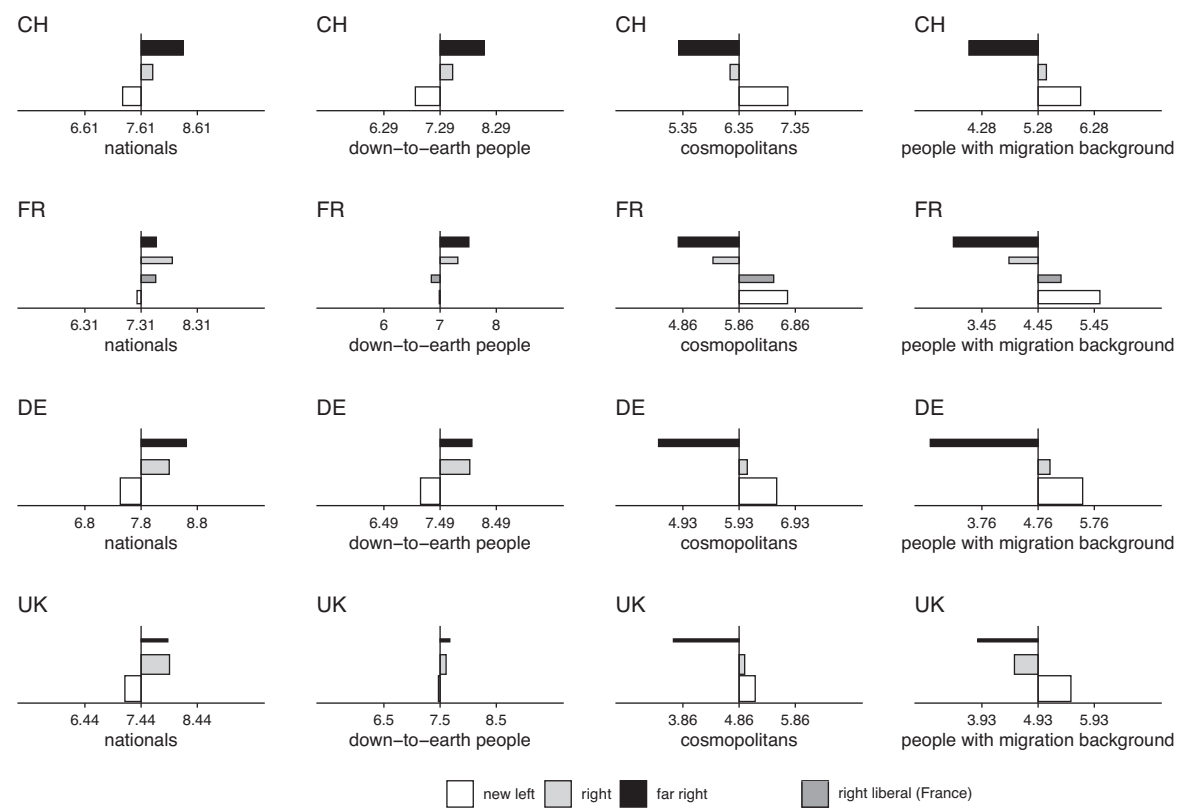 CH CH CH CH
6.61 7.61 8.61 6.29 7.29 8.29 5.35 6.35 7.35 4.28 5.28 6.28
nationals down−to−earth people cosmopolitans people with migration background
FR FR FR FR
6.31 7.31 8.31 6 7 8 4.86 5.86 6.86 3.45 4.45 5.45
nationals down−to−earth people cosmopolitans people with migration background
DE DE DE DE
6.8 7.8 8.8 6.49 7.49 8.49 4.93 5.93 6.93 3.76 4.76 5.76
nationals down−to−earth people cosmopolitans people with migration background
UK UK UK UK
6.44 7.44 8.44 6.5 7.5 8.5 3.86 4.86 5.86 3.93 4.93 5.93
nationals down−to−earth people cosmopolitans people with migration background
new left right far right right liberal (France)